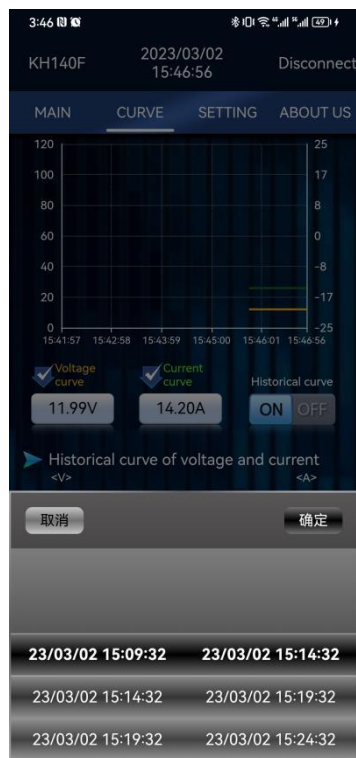 3:46
5G 5G 49
KH140F 2023/03/02 15:46:56 Disconnect
MAIN CURVE SETTING ABOUT US
120 25
100 17
80 8
60 0
40 -8
20 -17
0 -25
15:41:57 15:42:58 15:43:59 15:45:00 15:46:01 15:46:56
Voltage curve Current curve Historical curve
11.99V 14.20A ON OFF
Historical curve of voltage and current
<V> <A>
取消 确定
23/03/02 15:09:32 23/03/02 15:14:32
23/03/02 15:14:32 23/03/02 15:19:32
23/03/02 15:19:32 23/03/02 15:24:32